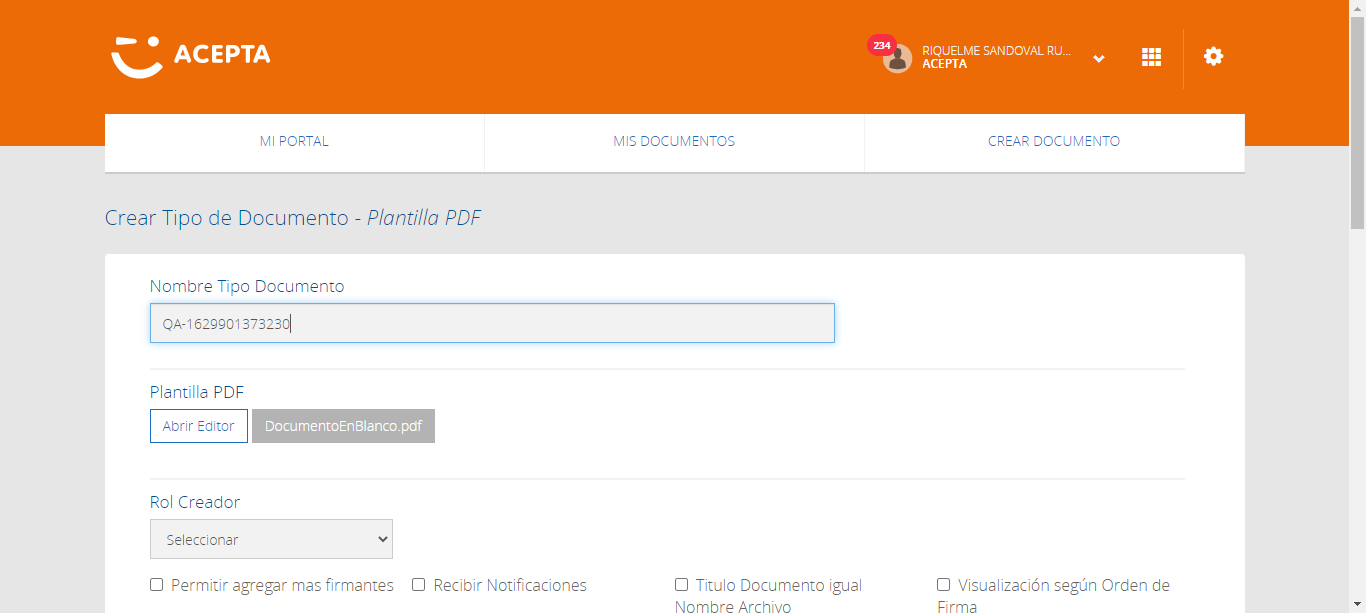 ACEPTA
234
RIQUELME SANDOVAL RU...
ACEPTA
MI PORTAL
MIS DOCUMENTOS
CREAR DOCUMENTO
Crear Tipo de Documento - Plantilla PDF
Nombre Tipo Documento
QA-1629901373230
Plantilla PDF
Abrir Editor
DocumentoEnBlanco.pdf
Rol Creador
Seleccionar
Permitir agregar mas firmantes
Recibir Notificaciones
Titulo Documento igual
Nombre Archivo
Visualización según Orden de
Firma